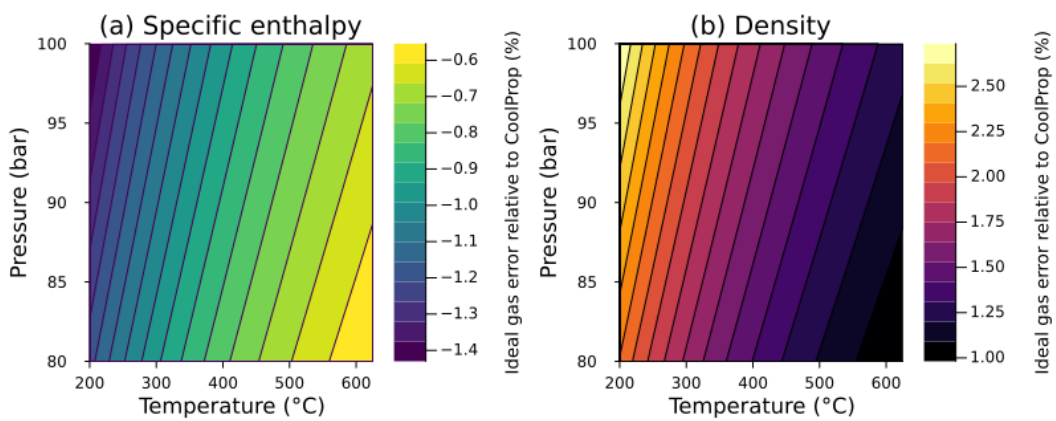 (a) Specific enthalpy
Pressure (bar)
100
95
90
85
80
200 300 400 500 600
Temperature (°C)
−0.6
−0.7
−0.8
−0.9
−1.0
−1.1
−1.2
−1.3
−1.4
Ideal gas error relative to CoolProp (%)
(b) Density
Pressure (bar)
100
95
90
85
80
200 300 400 500 600
Temperature (°C)
2.50
2.25
2.00
1.75
1.50
1.25
1.00
Ideal gas error relative to CoolProp (%)